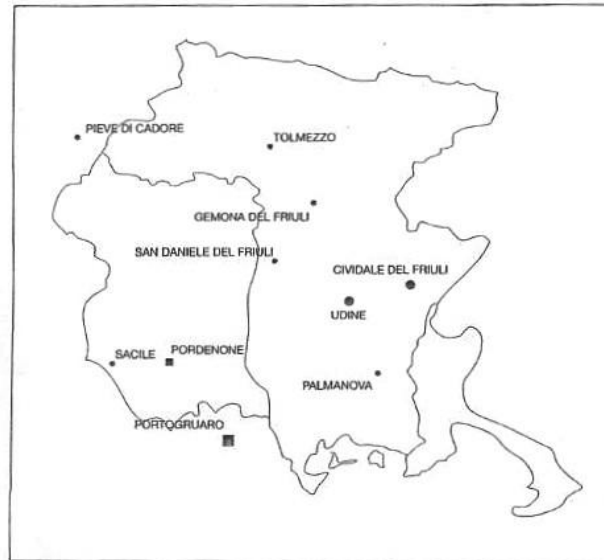 PIEVE DI CADORE
TOLMEZZO
GEMONA DEL FRIULI
SAN DANIELE DEL FRIULI
CIVIDALE DEL FRIULI
UDINE
SACILE
PORDENONE
PALMANOVA
PORTOGRUARO